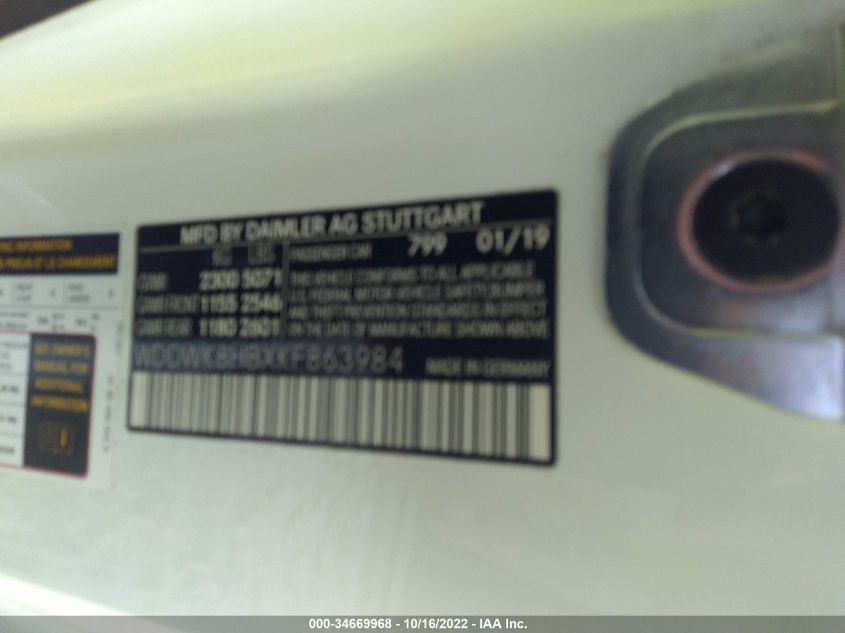 MFD BY DAIMLER AG STUTTGART
KG LBS PASSENGER CAR 799 01/19
GVWR 2300 5071
GAWR FRONT 1155 2546
GAWR REAR 1180 2601
THIS VEHICLE CONFORMS TO ALL APPLICABLE
U.S. FEDERAL MOTOR VEHICLE SAFETY, BUMPER
AND THEFT PREVENTION STANDARDS IN EFFECT
ON THE DATE OF MANUFACTURE SHOWN ABOVE
WDDWK8HBXKF863984 MADE IN GERMANY
INFORMATION
SEE OWNER'S
MANUAL FOR
ADDITIONAL
INFORMATION
000-34669968 - 10/16/2022 - IAA Inc.